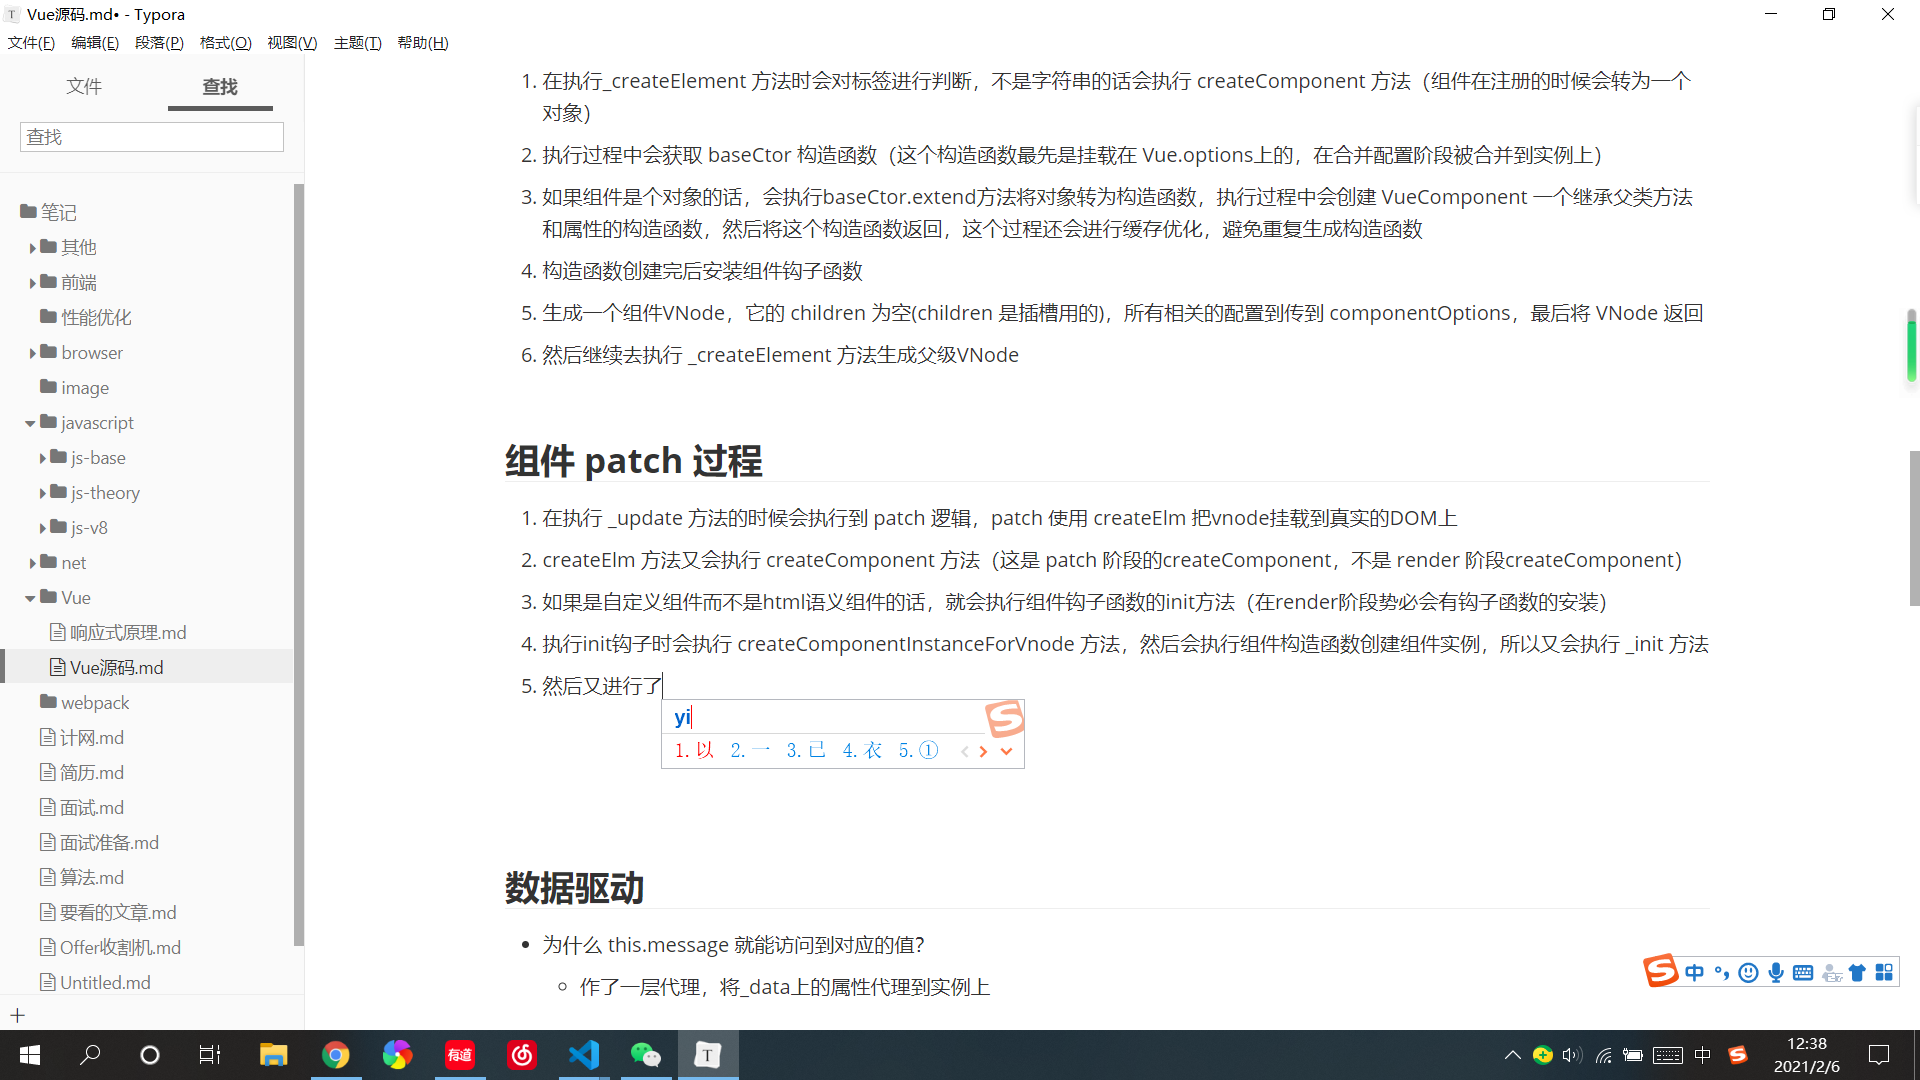 Vue源码.md• - Typora
文件(F) 编辑(E) 段落(P) 格式(O) 视图(V) 主题(T) 帮助(H)
文件 查找
查找
笔记
其他
前端
性能优化
browser
image
javascript
js-base
js-theory
js-v8
net
Vue
响应式原理.md
Vue源码.md
webpack
计网.md
简历.md
面试.md
面试准备.md
算法.md
要看的文章.md
Offer收割机.md
Untitled.md
1. 在执行_createElement 方法时会对标签进行判断，不是字符串的话会执行 createComponent 方法（组件在注册的时候会转为一个
对象）
2. 执行过程中会获取 baseCtor 构造函数（这个构造函数最先是挂载在 Vue.options上的，在合并配置阶段被合并到实例上）
3. 如果组件是个对象的话，会执行baseCtor.extend方法将对象转为构造函数，执行过程中会创建 VueComponent 一个继承父类方法
和属性的构造函数，然后将这个构造函数返回，这个过程还会进行缓存优化，避免重复生成构造函数
4. 构造函数创建完后安装组件钩子函数
5. 生成一个组件VNode，它的 children 为空(children 是插槽用的)，所有相关的配置到传到 componentOptions，最后将 VNode 返回
6. 然后继续去执行 _createElement 方法生成父级VNode
组件 patch 过程
1. 在执行 _update 方法的时候会执行到 patch 逻辑，patch 使用 createElm 把vnode挂载到真实的DOM上
2. createElm 方法又会执行 createComponent 方法（这是 patch 阶段的createComponent，不是 render 阶段createComponent）
3. 如果是自定义组件而不是html语义组件的话，就会执行组件钩子函数的init方法（在render阶段势必会有钩子函数的安装）
4. 执行init钩子时会执行 createComponentInstanceForVnode 方法，然后会执行组件构造函数创建组件实例，所以又会执行 _init 方法
5. 然后又进行了
yi
1. 以 2. 一 3. 已 4. 衣 5. ①
数据驱动
• 为什么 this.message 就能访问到对应的值？
◦ 作了一层代理，将_data上的属性代理到实例上
中
有道
T
中
12:38
2021/2/6